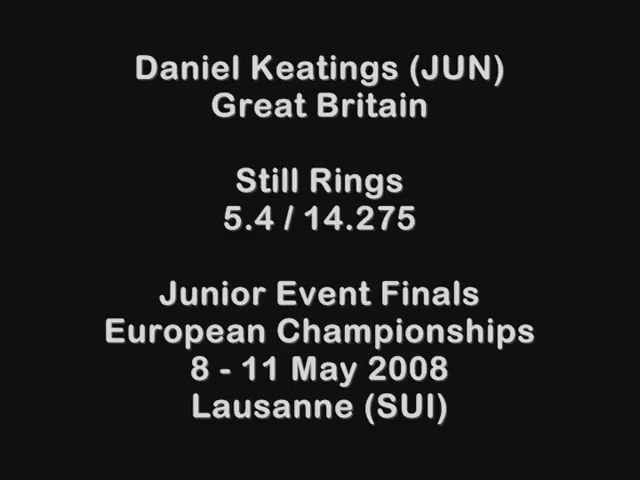 Daniel Keatings (JUN)
Great Britain
Still Rings
5.4 / 14.275
Junior Event Finals
European Championships
8 - 11 May 2008
Lausanne (SUI)